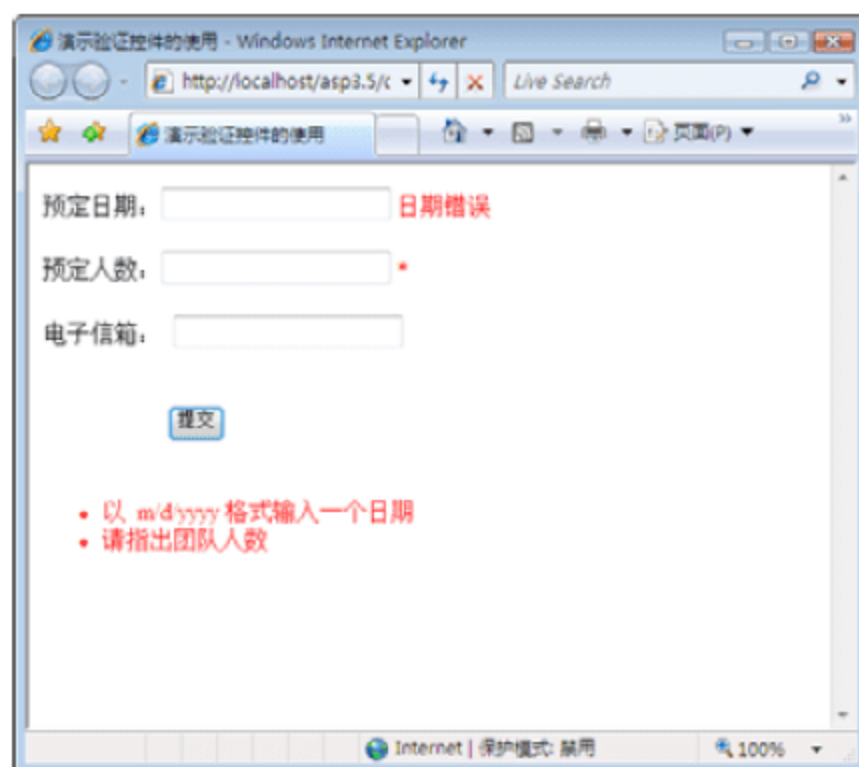 演示验证控件的使用 - Windows Internet Explorer
http://localhost/asp3.5/c
Live Search
演示验证控件的使用
页面(P)
预定日期： 日期错误
预定人数： *
电子信箱：
提交
以 m/d/yyyy 格式输入一个日期
请指出团队人数
Internet | 保护模式: 禁用
100%